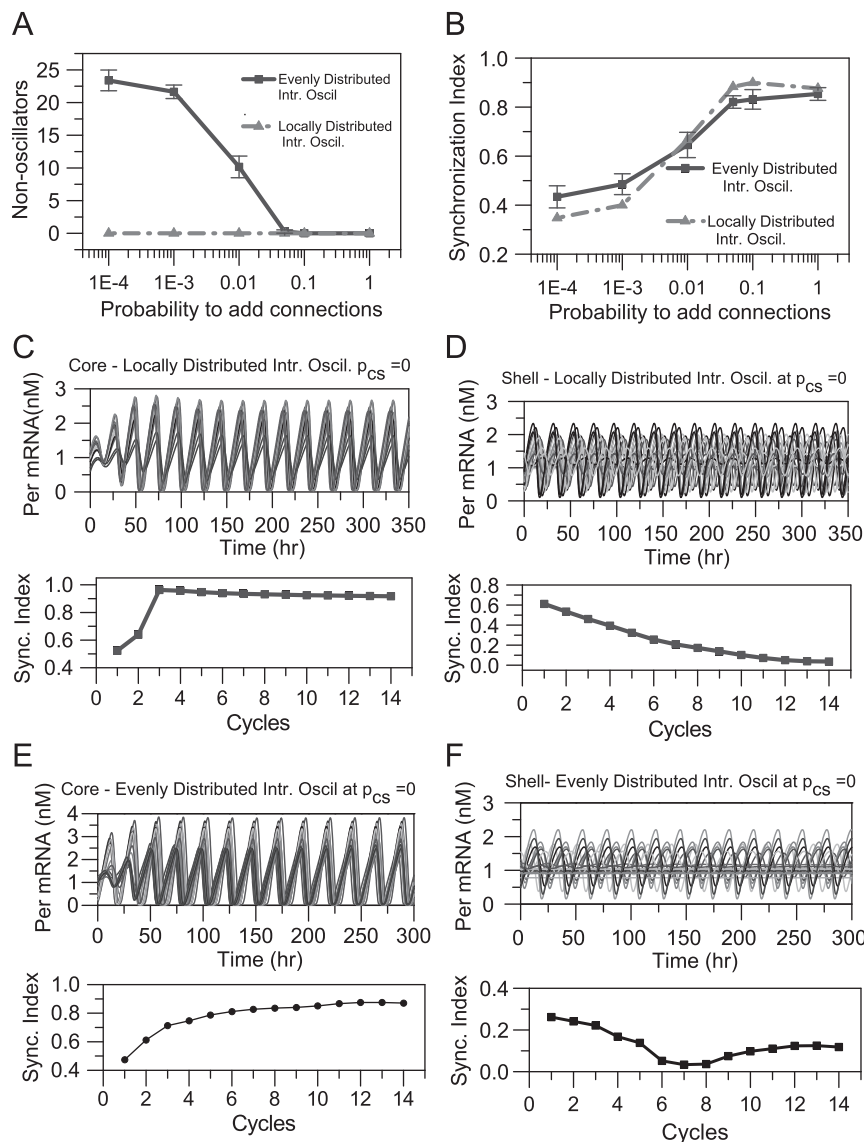 A
Non-oscillators
25
20
15
10
5
0
Evenly Distributed
Intr. Oscil
Locally Distributed
Intr. Oscil.
1E-4 1E-3 0.01 0.1 1
Probability to add connections
B
Synchronization Index
1.0
0.8
0.6
0.4
0.2
Evenly Distributed
Intr. Oscil.
Locally Distributed
Intr. Oscil.
1E-4 1E-3 0.01 0.1 1
Probability to add connections
C
Core - Locally Distributed Intr. Oscil. pcs =0
Per mRNA(nM)
3
2
1
0
0 50 100 150 200 250 300 350
Time (hr)
Sync. Index
1.0
0.8
0.6
0.4
0 2 4 6 8 10 12 14
Cycles
D
Shell - Locally Distributed Intr. Oscil. at pcs =0
Per mRNA (nM)
3
2
1
0
0 50 100 150 200 250 300 350
Time (hr)
Sync. Index
0.8
0.6
0.4
0.2
0.0
0 2 4 6 8 10 12 14
Cycles
E
Core - Evenly Distributed Intr. Oscil at pCS =0
Per mRNA (nM)
4
3
2
1
0
0 50 100 150 200 250 300
Time (hr)
Sync. Index
1.0
0.8
0.6
0.4
0 2 4 6 8 10 12 14
Cycles
F
Shell- Evenly Distributed Intr. Oscil at pcs =0
Per mRNA (nM)
3
2
1
0
0 50 100 150 200 250 300
Time (hr)
Sync. Index
0.4
0.2
0.0
0 2 4 6 8 10 12 14
Cycles